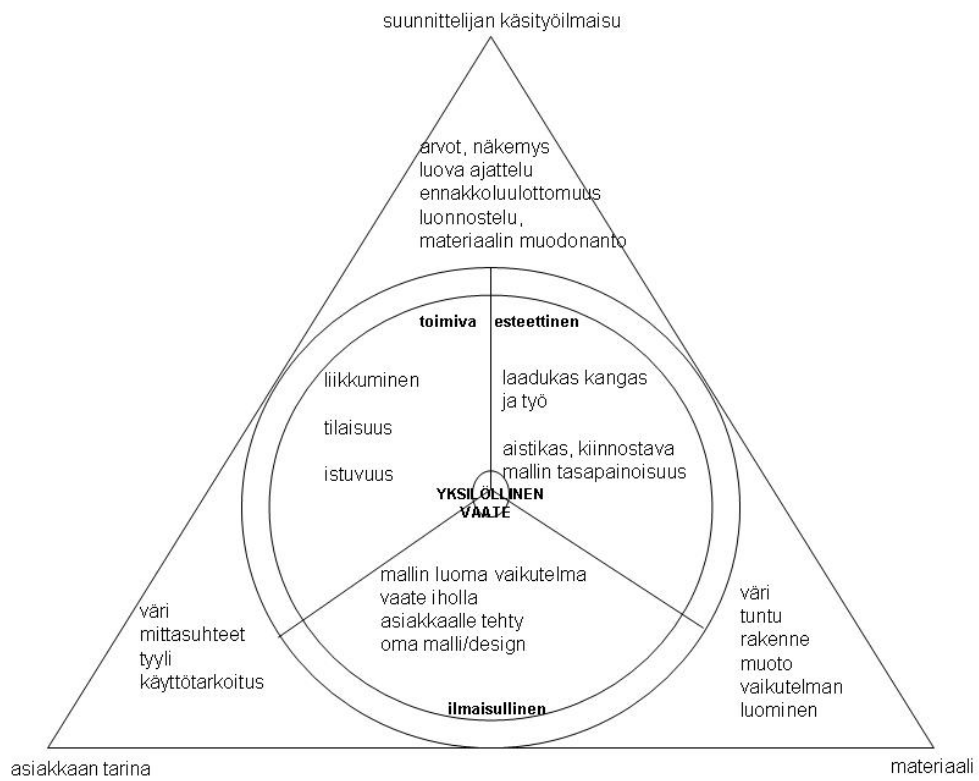 suunnittelijan käsityöilmaisu
arvot, näkemys
luova ajattelu
ennakkoluulottomuus
luonnostelu,
materiaalin muodonanto
toimiva
esteettinen
liikkuminen
tilaisuus
istuvuus
laadukas kangas
ja työ
aistikas, kiinnostava
mallin tasapainoisuus
YKSILÖLLINEN
VAATE
mallin luoma vaikutelma
vaate iholla
asiakkaalle tehty
oma malli/design
ilmaisullinen
väri
mittasuhteet
tyyli
käyttötarkoitus
väri
tuntu
rakenne
muoto
vaikutelman
luominen
asiakkaan tarina
materiaali